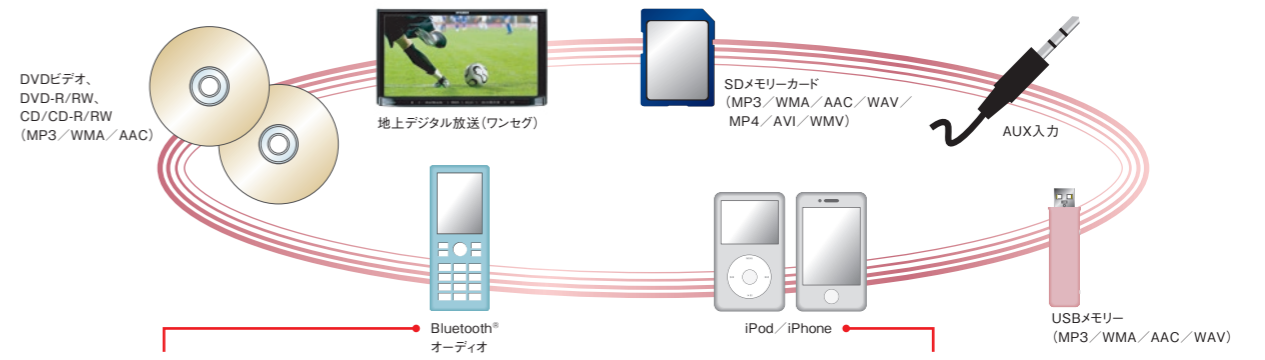 DVDビデオ、
DVD-R/RW、
CD/CD-R/RW
（MP3／WMA／AAC）
地上デジタル放送（ワンセグ）
SDメモリーカード
（MP3／WMA／AAC／WAV／
MP4／AVI／WMV）
AUX入力
Bluetooth®
オーディオ
iPod／iPhone
USBメモリー
（MP3／WMA／AAC／WAV）